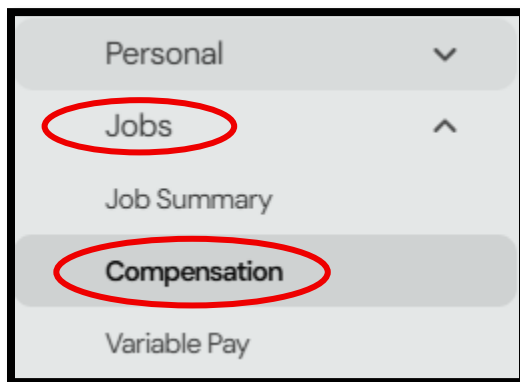 Personal
Jobs
Job Summary
Compensation
Variable Pay